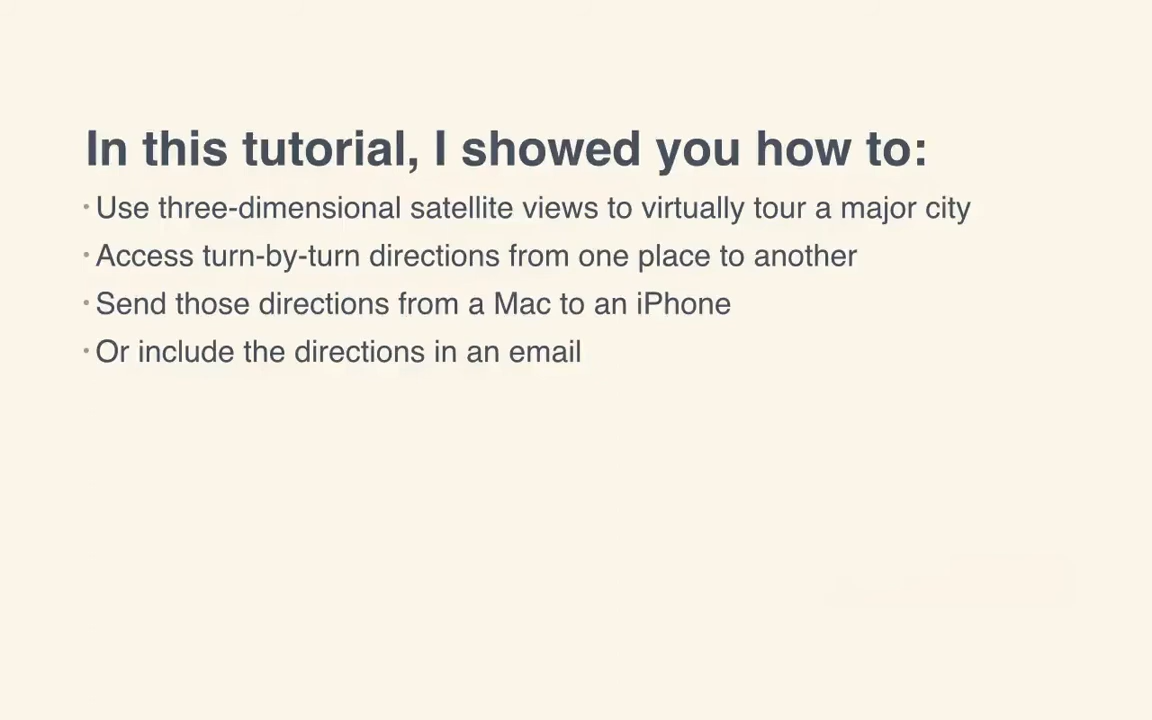 In this tutorial, I showed you how to:
· Use three-dimensional satellite views to virtually tour a major city
· Access turn-by-turn directions from one place to another
· Send those directions from a Mac to an iPhone
· Or include the directions in an email